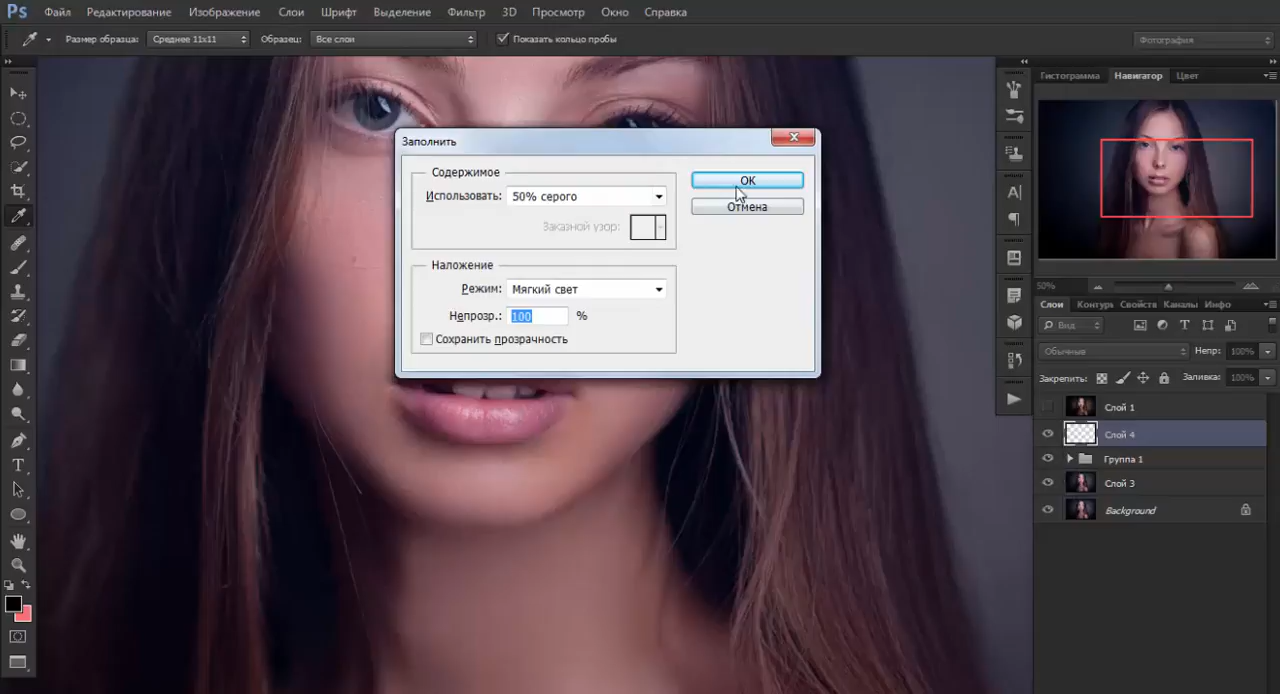 Ps Файл Редактирование Изображение Слои Шрифт Выделение Фильтр 3D Просмотр Окно Справка
Размер образца: Среднее 11x11 Образец: Все слои Показать кольцо пробы Фотография
Гистограмма Навигатор Цвет
Заполнить
Содержимое
Использовать: 50% серого
Заказной узор:
OK
Отмена
Наложение
Режим: Мягкий свет
Непрозр.: 100 %
Сохранить прозрачность
50%
Слои Контурь Свойств Каналы Инфо
Вид
Обычные Непр: 100%
Закрепить: Заливка: 100%
Слой 1
Слой 4
Группа 1
Слой 3
Background